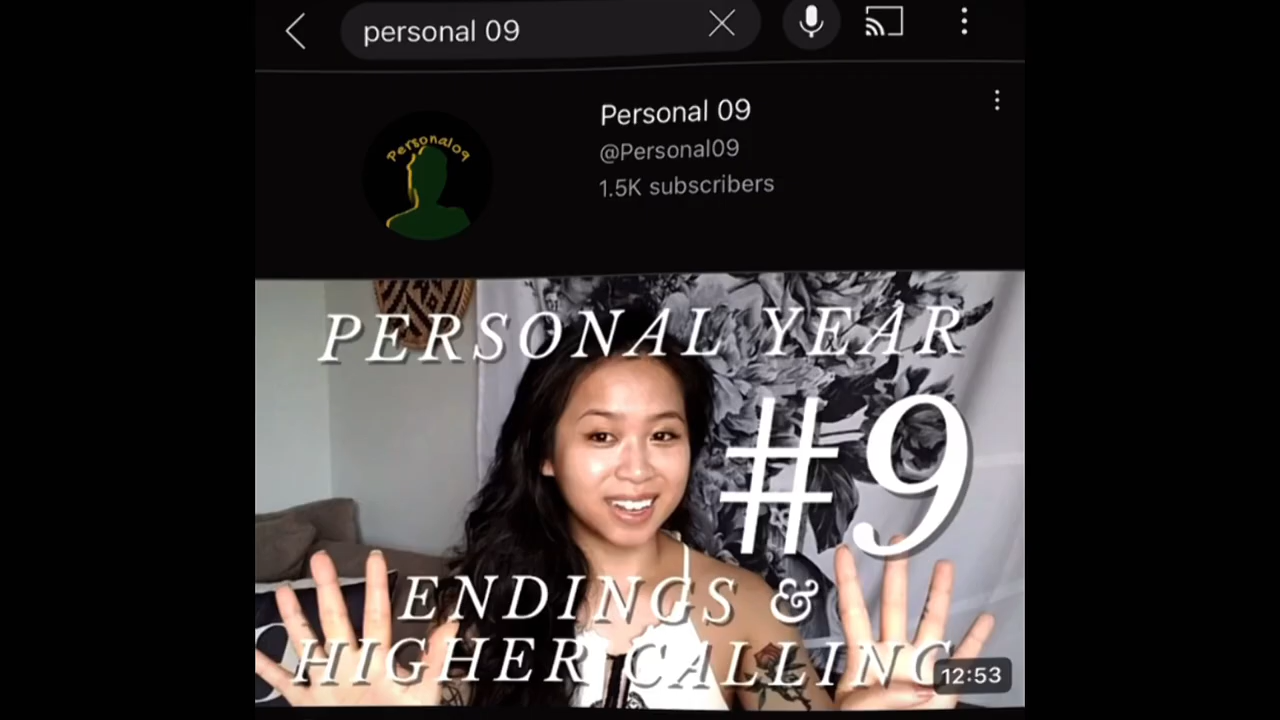 personal 09
Personal09
Personal 09
@Personal09
1.5K subscribers
PERSONAL YEAR
#9
ENDINGS &
HIGHER CALLING
12:53